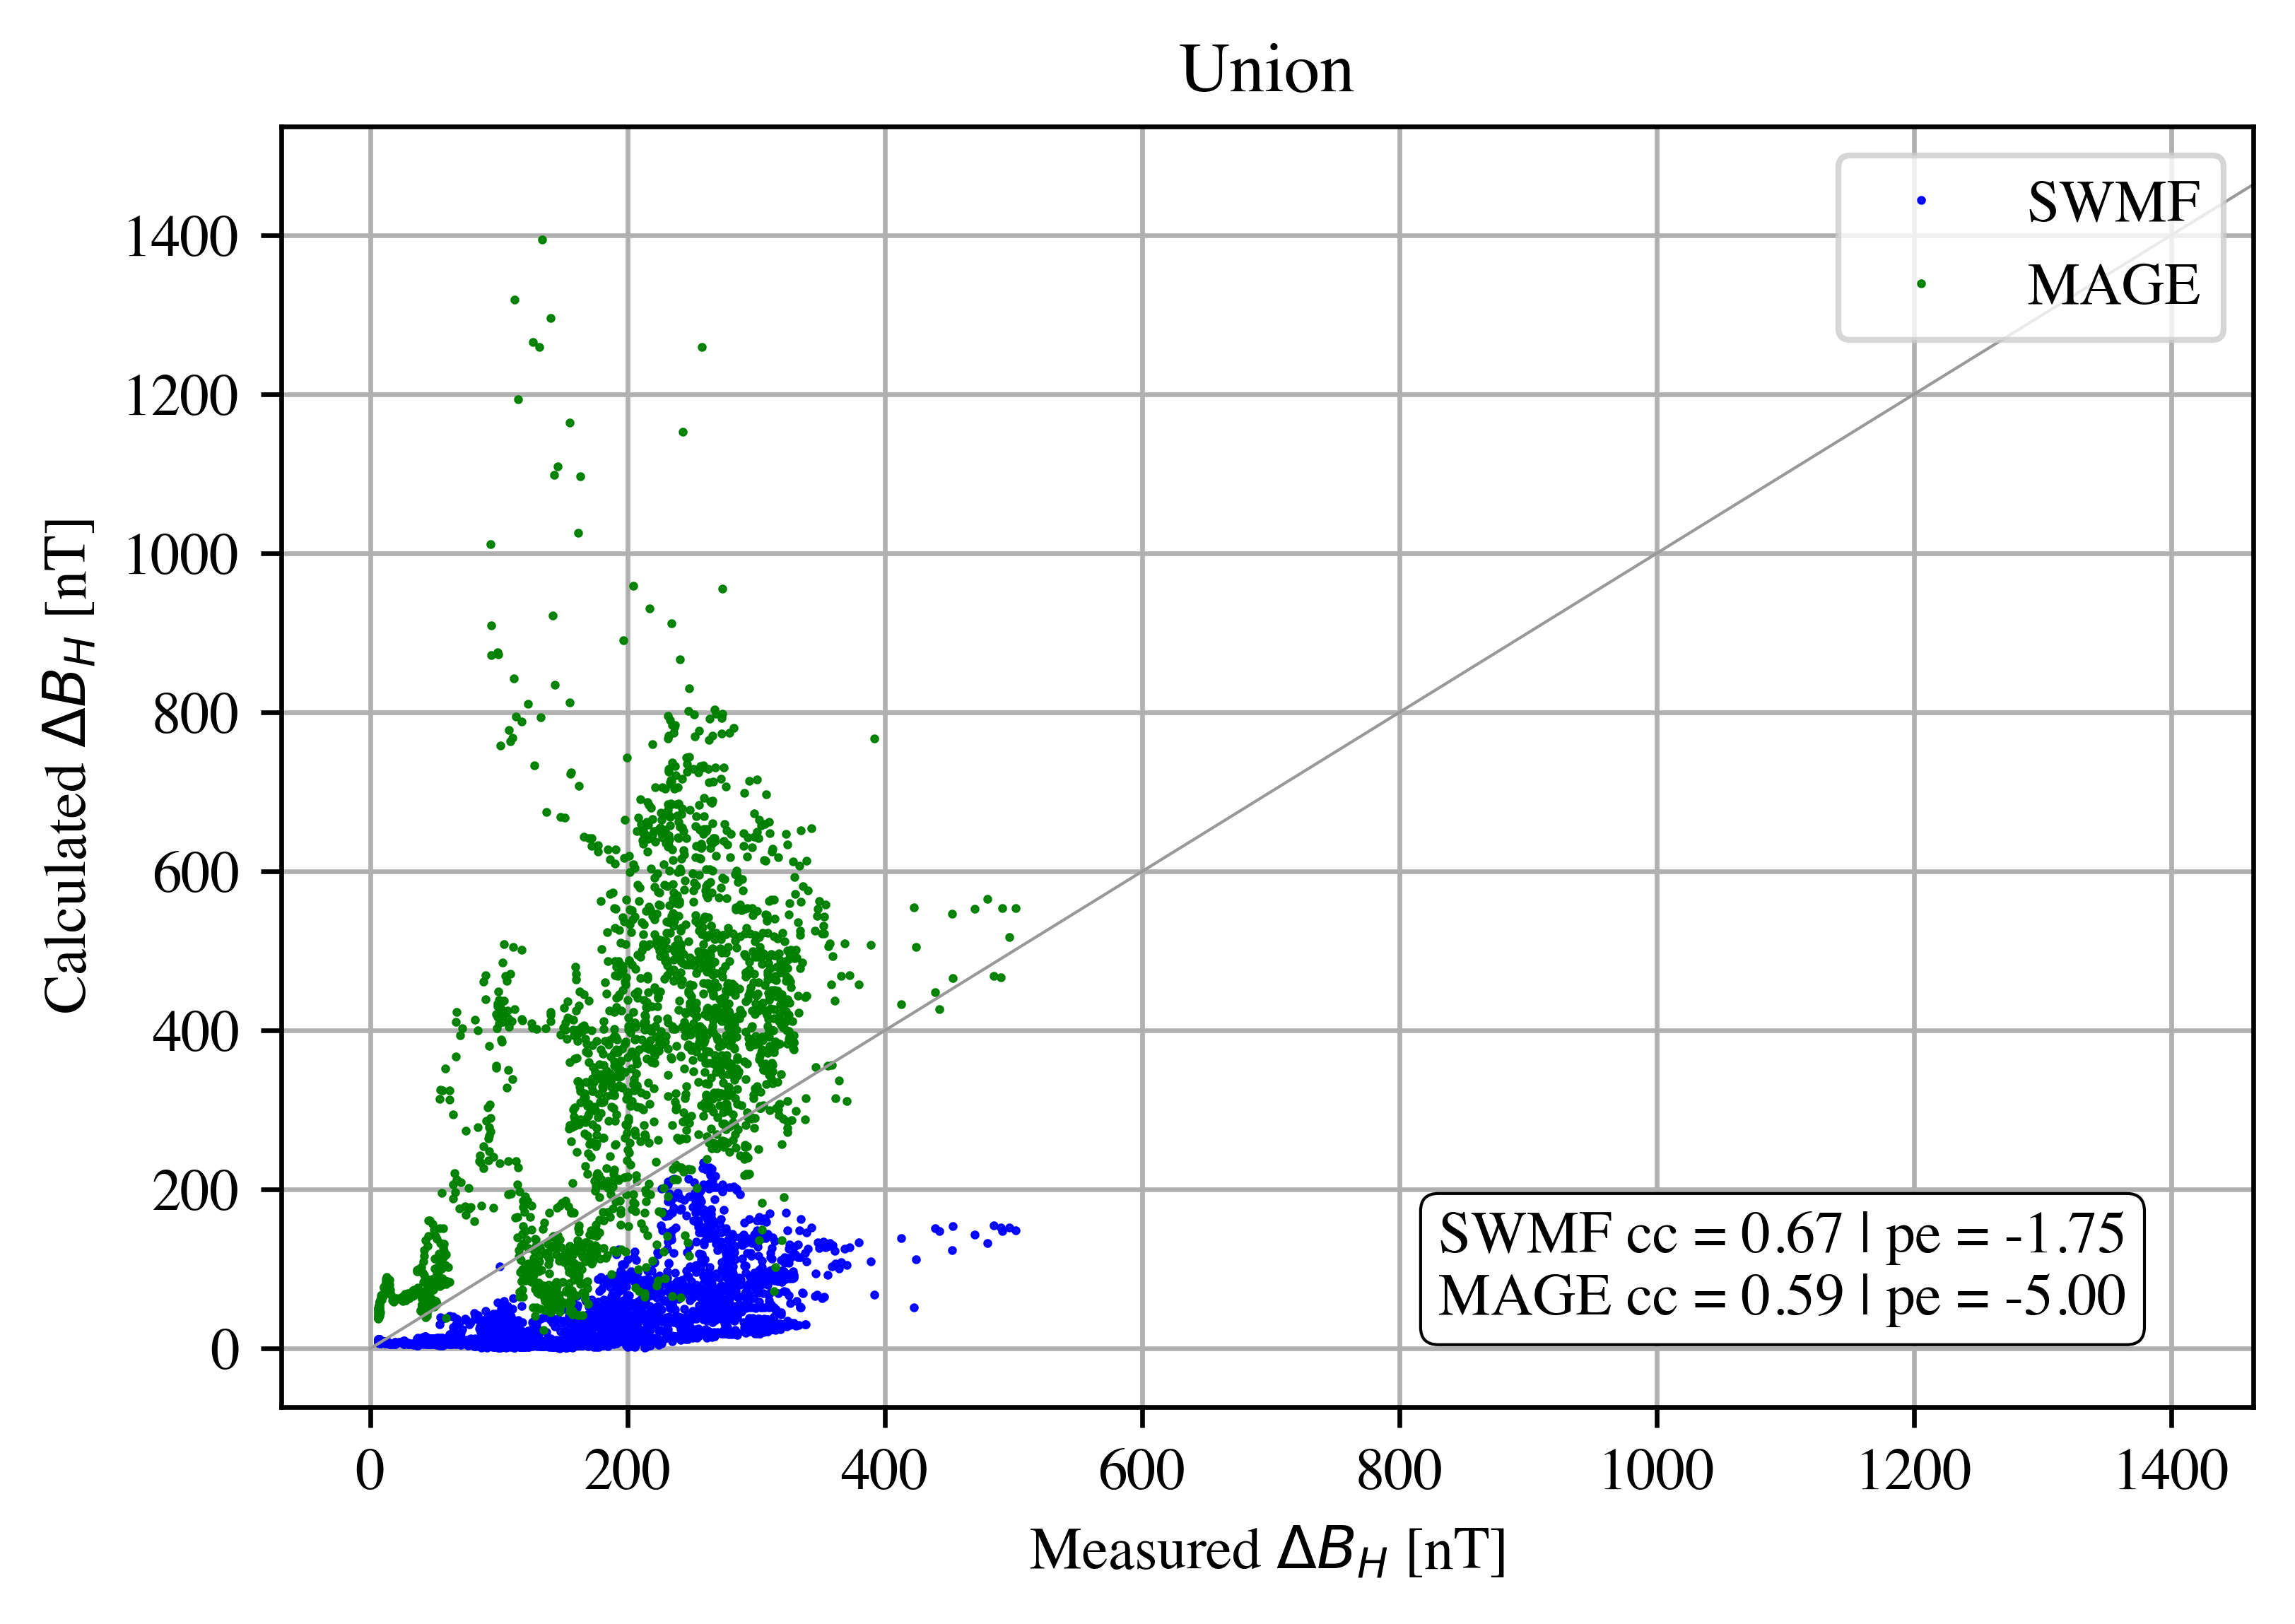 Union
1400
1200
1000
800
600
400
200
0
Calculated ΔB_H [nT]
SWMF
MAGE
SWMF cc = 0.67 | pe = -1.75
MAGE cc = 0.59 | pe = -5.00
0 200 400 600 800 1000 1200 1400
Measured ΔB_H [nT]